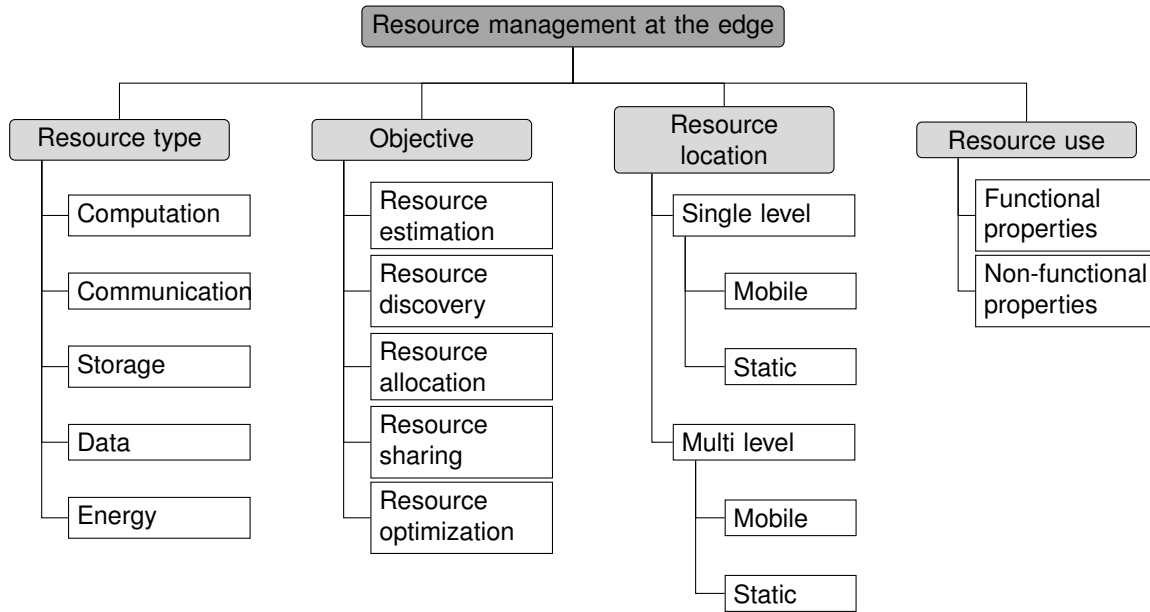 Resource management at the edge
Resource type
Computation
Communication
Storage
Data
Energy
Objective
Resource
estimation
Resource
discovery
Resource
allocation
Resource
sharing
Resource
optimization
Resource
location
Single level
Mobile
Static
Multi level
Mobile
Static
Resource use
Functional
properties
Non-functional
properties